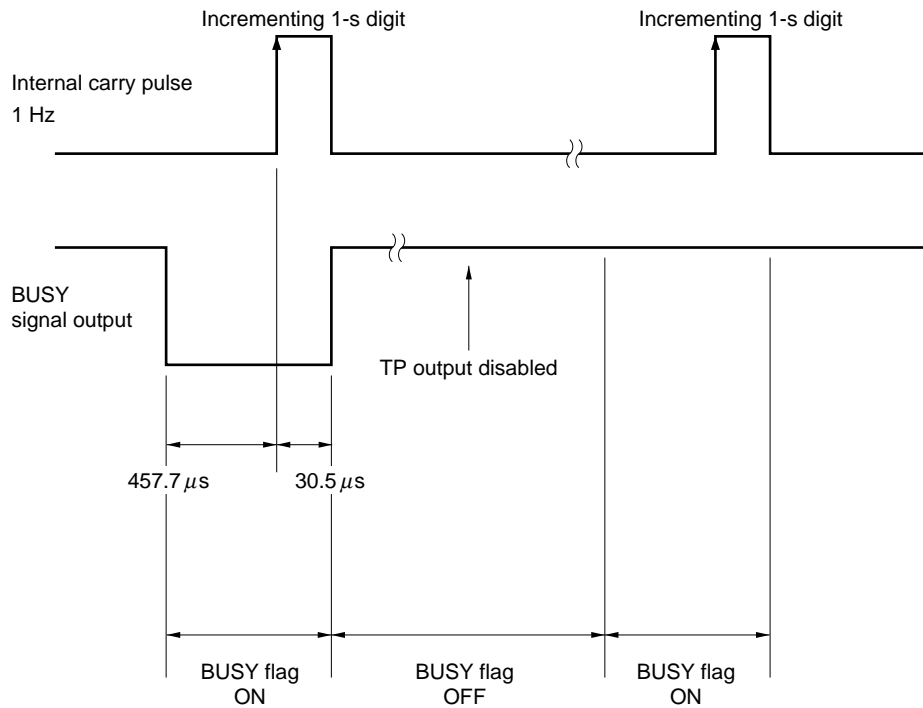 Incrementing 1-s digit
Incrementing 1-s digit
Internal carry pulse
1 Hz
BUSY
signal output
TP output disabled
457.7 µs
30.5 µs
BUSY flag
ON
BUSY flag
OFF
BUSY flag
ON